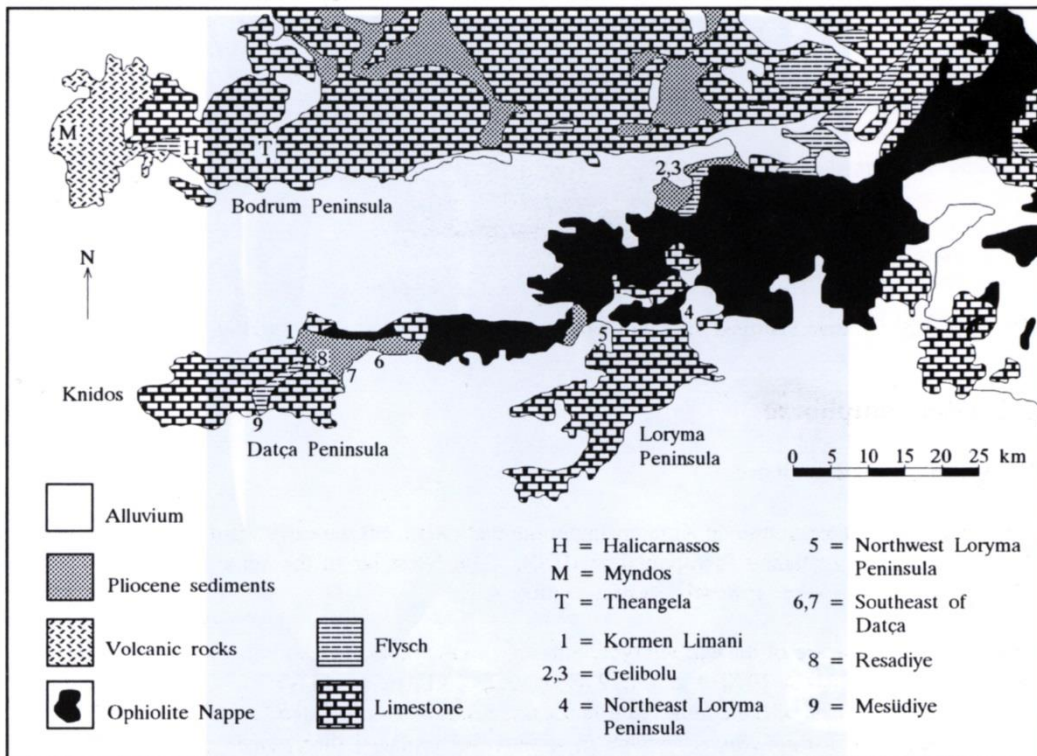 M
H
T
2,3
Bodrum Peninsula
N
1
4
5
8
6
7
Knidos
9
Datça Peninsula
Loryma
Peninsula
0 5 10 15 20 25 km
Alluvium
Pliocene sediments
Volcanic rocks
Ophiolite Nappe
Flysch
Limestone
H = Halicarnassos
M = Myndos
T = Theangela
1 = Kormen Limani
2,3 = Gelibolu
4 = Northeast Loryma
Peninsula
5 = Northwest Loryma
Peninsula
6,7 = Southeast of
Datça
8 = Resadiye
9 = Mesüdiye